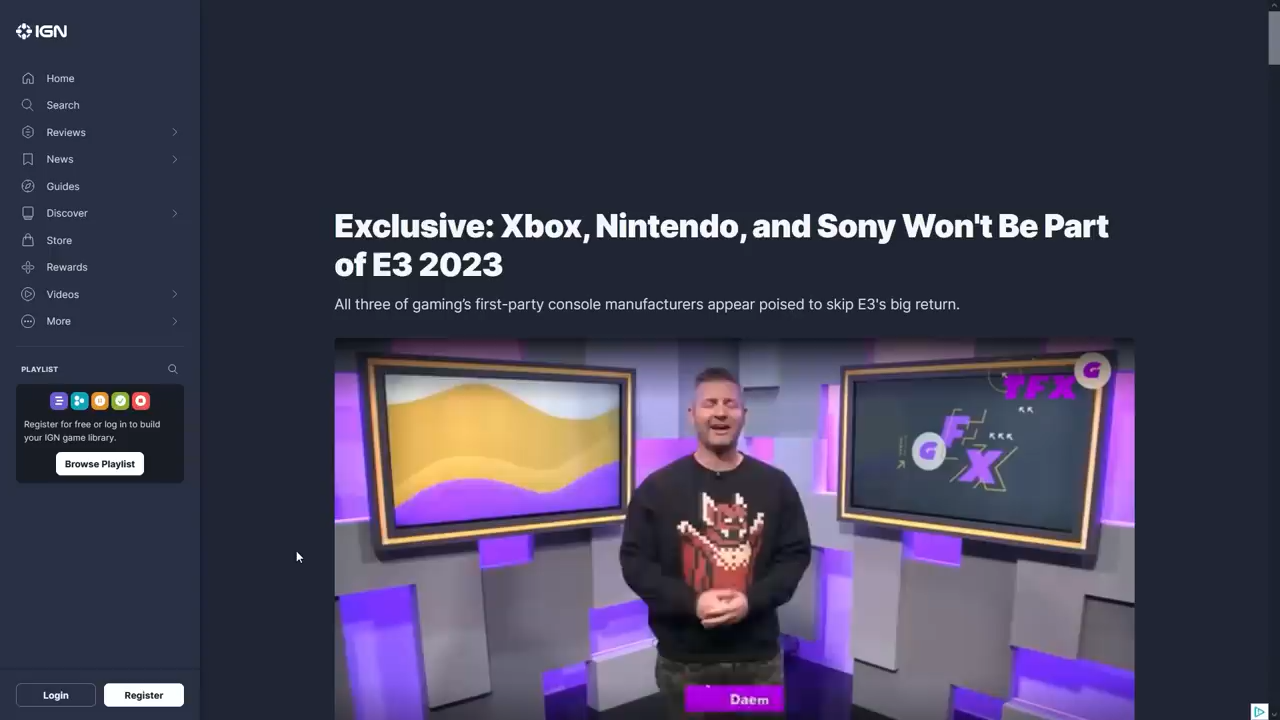 IGN
Home
Search
Reviews
News
Guides
Discover
Store
Rewards
Videos
More
PLAYLIST
Register for free or log in to build
your IGN game library.
Browse Playlist
Login
Register
Exclusive: Xbox, Nintendo, and Sony Won't Be Part
of E3 2023
All three of gaming’s first-party console manufacturers appear poised to skip E3's big return.
G
G
F
X
Daem